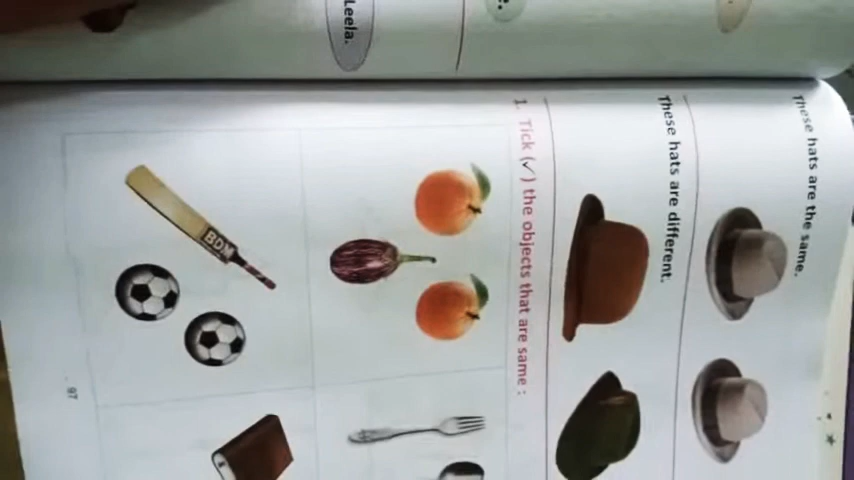 Leela.
These hats are the same.
These hats are different.
1. Tick (✓) the objects that are same :
BDM
97